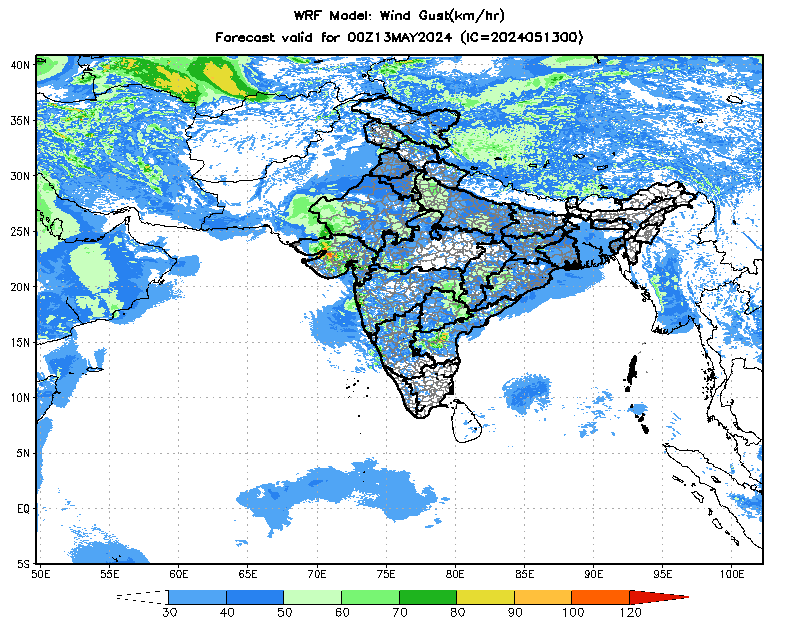 WRF Model: Wind Gust(km/hr)
Forecast valid for 00Z13MAY2024 (IC=2024051300)
40N
35N
30N
25N
20N
15N
10N
5N
EQ
5S
50E 55E 60E 65E 70E 75E 80E 85E 90E 95E 100E
30 40 50 60 70 80 90 100 120